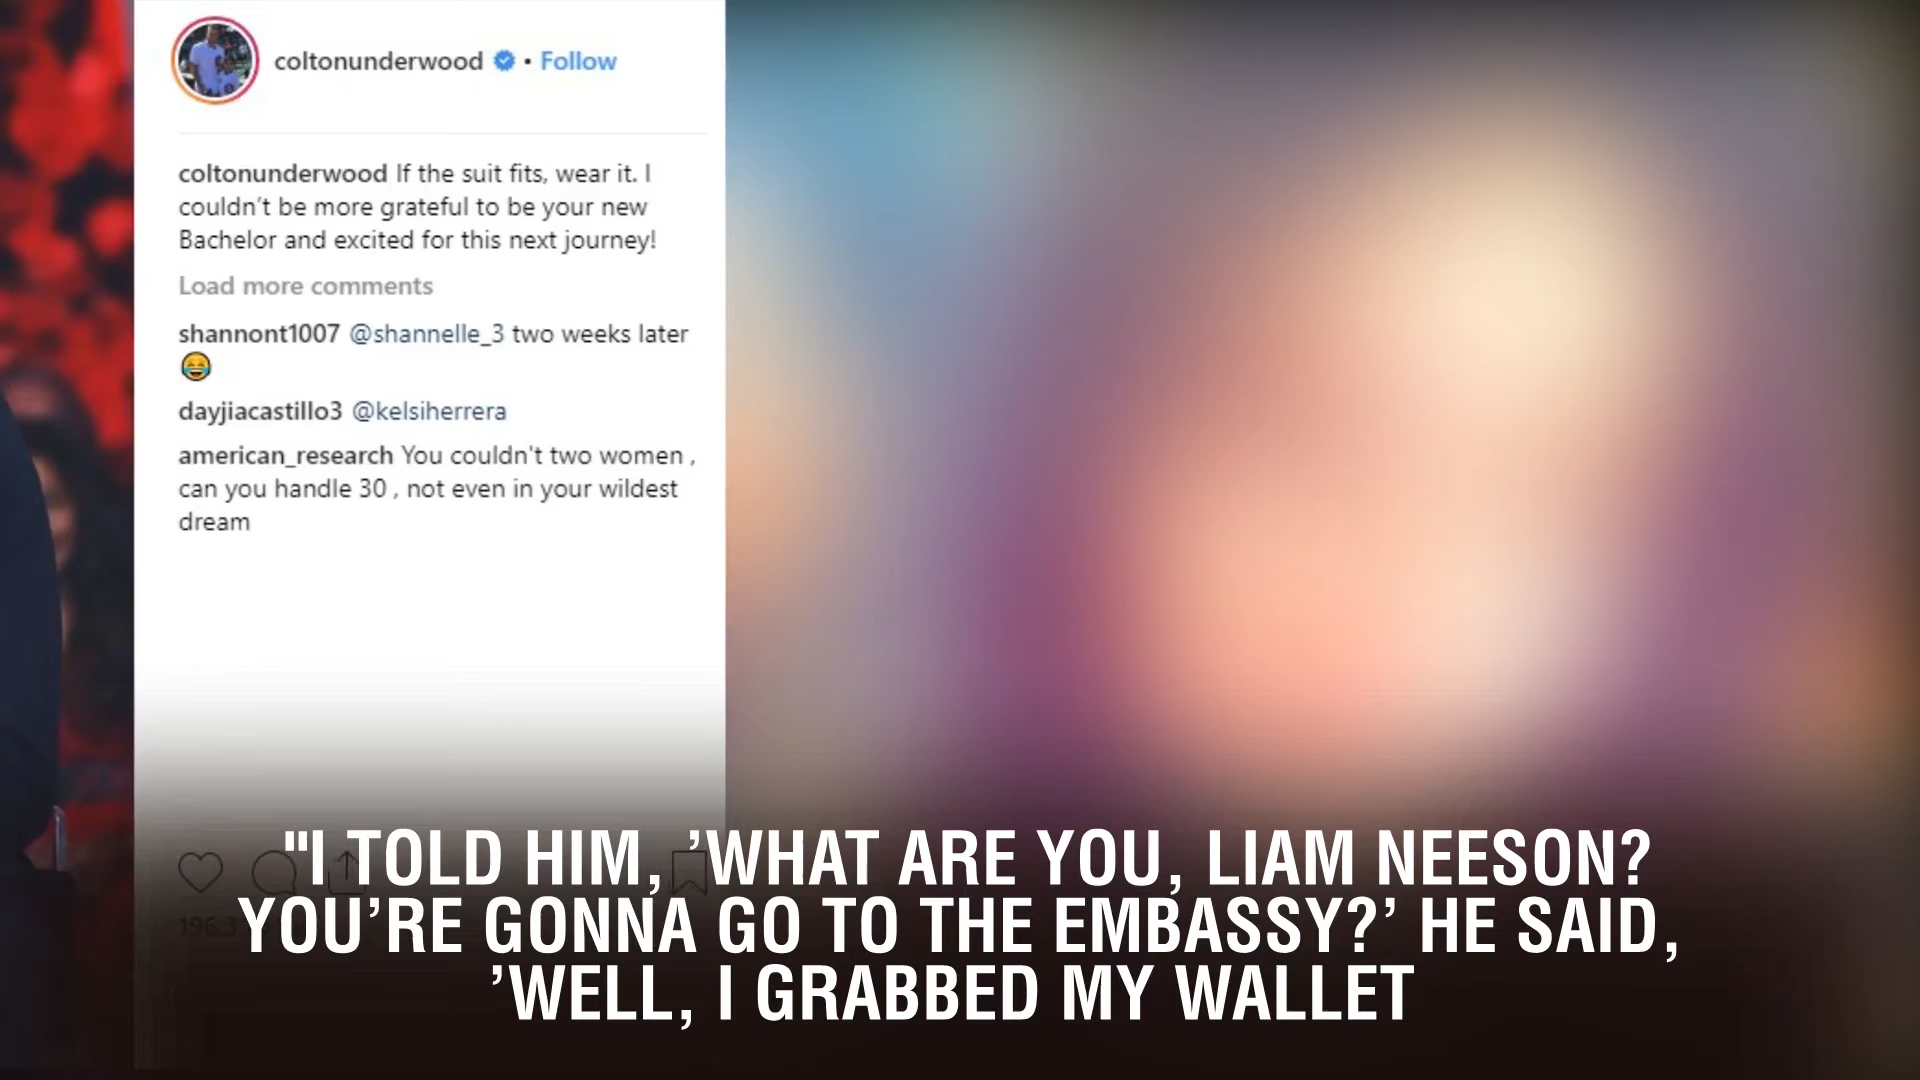 coltonunderwood • Follow
coltonunderwood If the suit fits, wear it. I
couldn't be more grateful to be your new
Bachelor and excited for this next journey!
Load more comments
shannont1007 @shannelle_3 two weeks later
😂
dayjiacastillo3 @kelsiherrera
american_research You couldn't two women ,
can you handle 30 , not even in your wildest
dream
"I TOLD HIM, ’WHAT ARE YOU, LIAM NEESON?
YOU’RE GONNA GO TO THE EMBASSY?’ HE SAID,
’WELL, I GRABBED MY WALLET